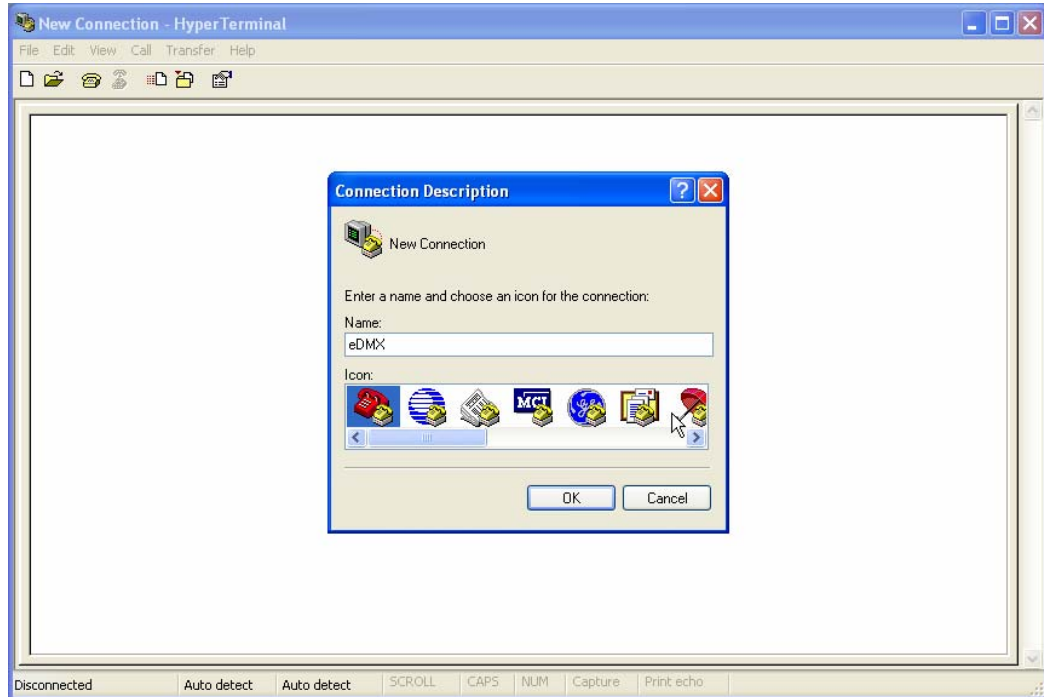 New Connection - HyperTerminal
File Edit View Call Transfer Help
Connection Description
New Connection
Enter a name and choose an icon for the connection:
Name:
eDMX
Icon:
MCI
OK Cancel
Disconnected Auto detect Auto detect SCROLL CAPS NUM Capture Print echo